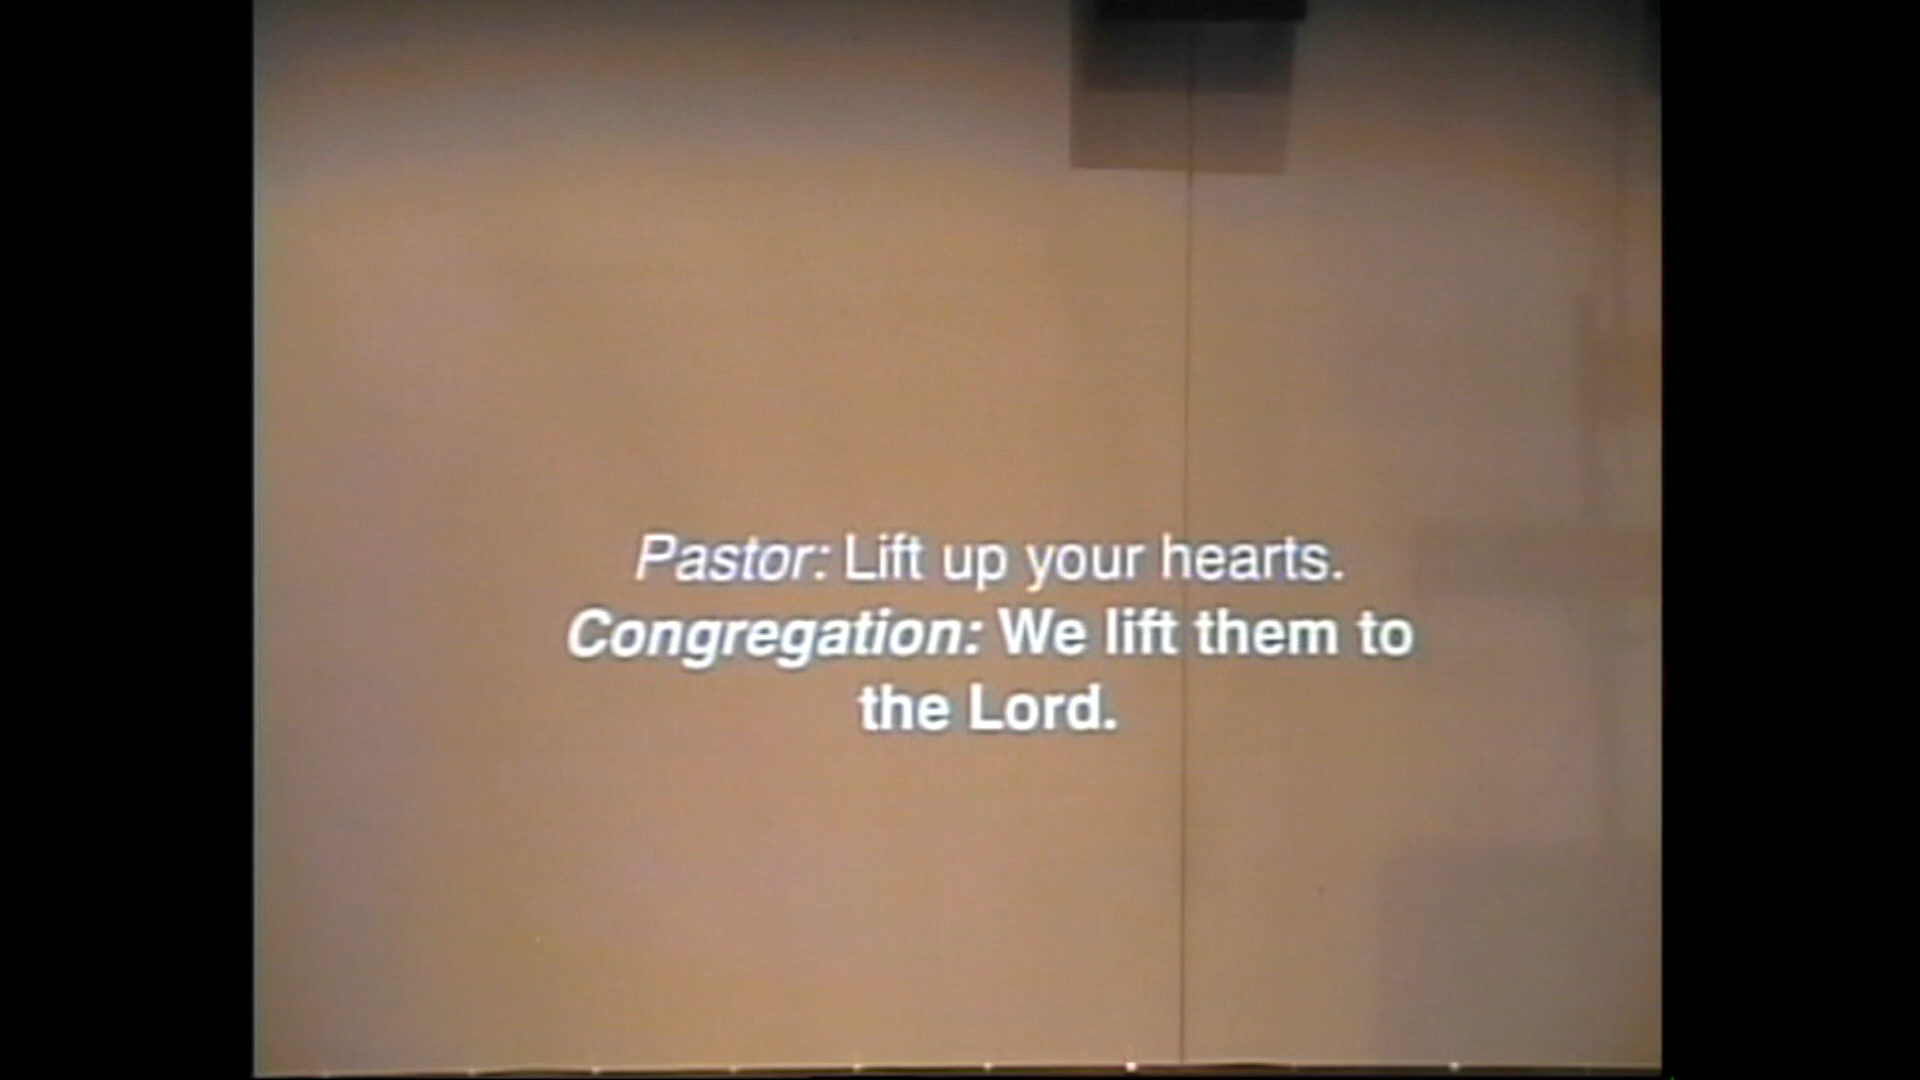 Pastor: Lift up your hearts.
Congregation: We lift them to
the Lord.